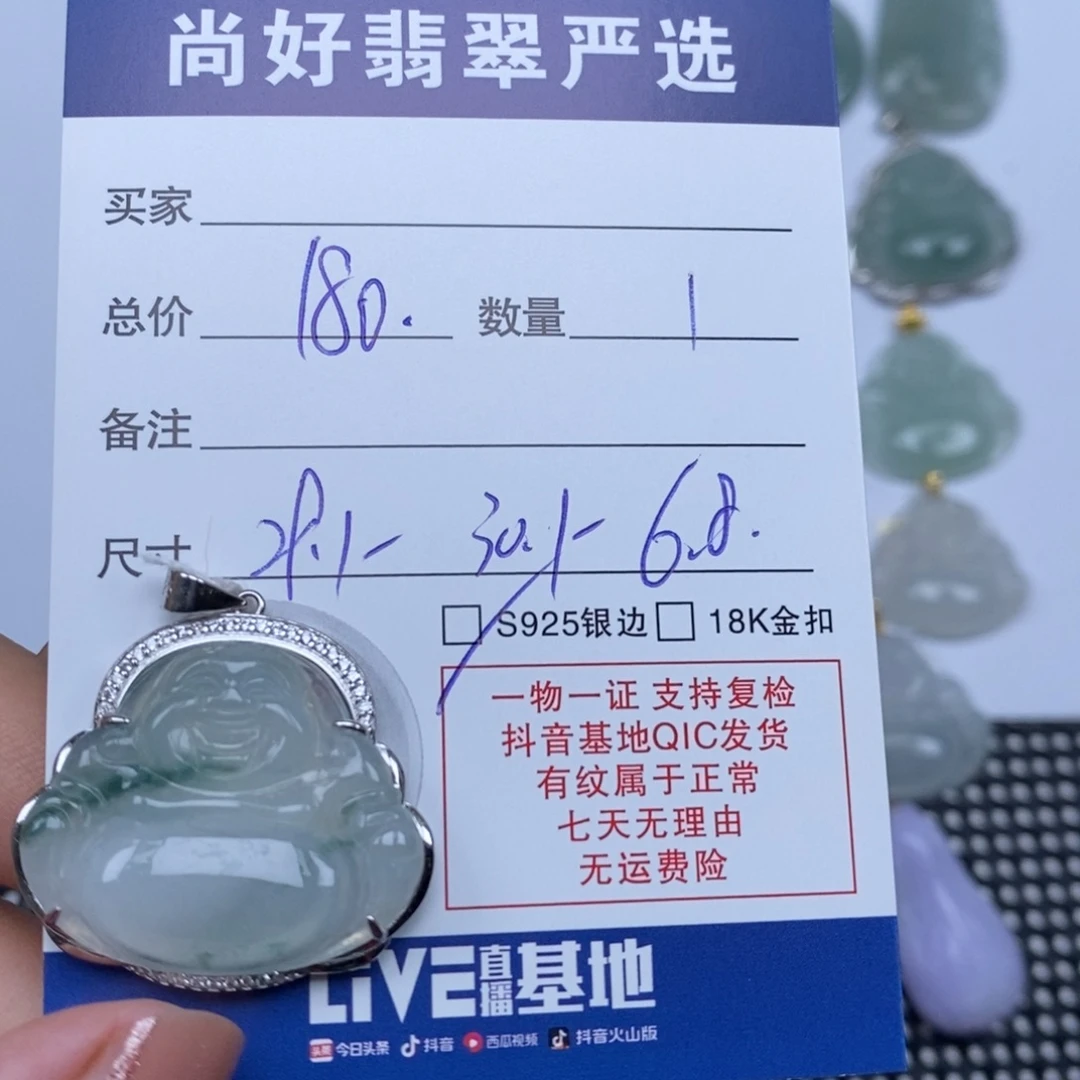 尚好翡翠严选
买家
总价 180. 数量 1
备注
尺寸 30.1- 6.8.
S925银边 18K金扣
一物一证 支持复检
抖音基地QIC发货
有纹属于正常
七天无理由
无运费险
LIVE直播基地
头条 今日头条 抖音 西瓜视频 抖音火山版